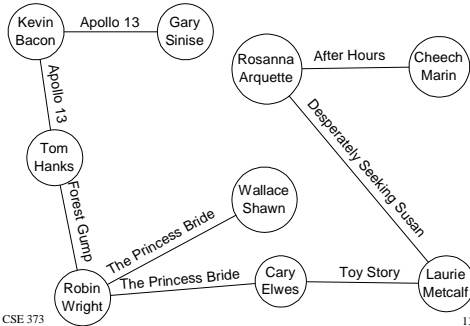 Kevin
Bacon
Apollo 13
Gary
Sinise
Apollo 13
Tom
Hanks
Forest Gump
Robin
Wright
The Princess Bride
Wallace
Shawn
The Princess Bride
Cary
Elwes
Toy Story
Laurie
Metcalf
Desperately Seeking Susan
Rosanna
Arquette
After Hours
Cheech
Marin
CSE 373